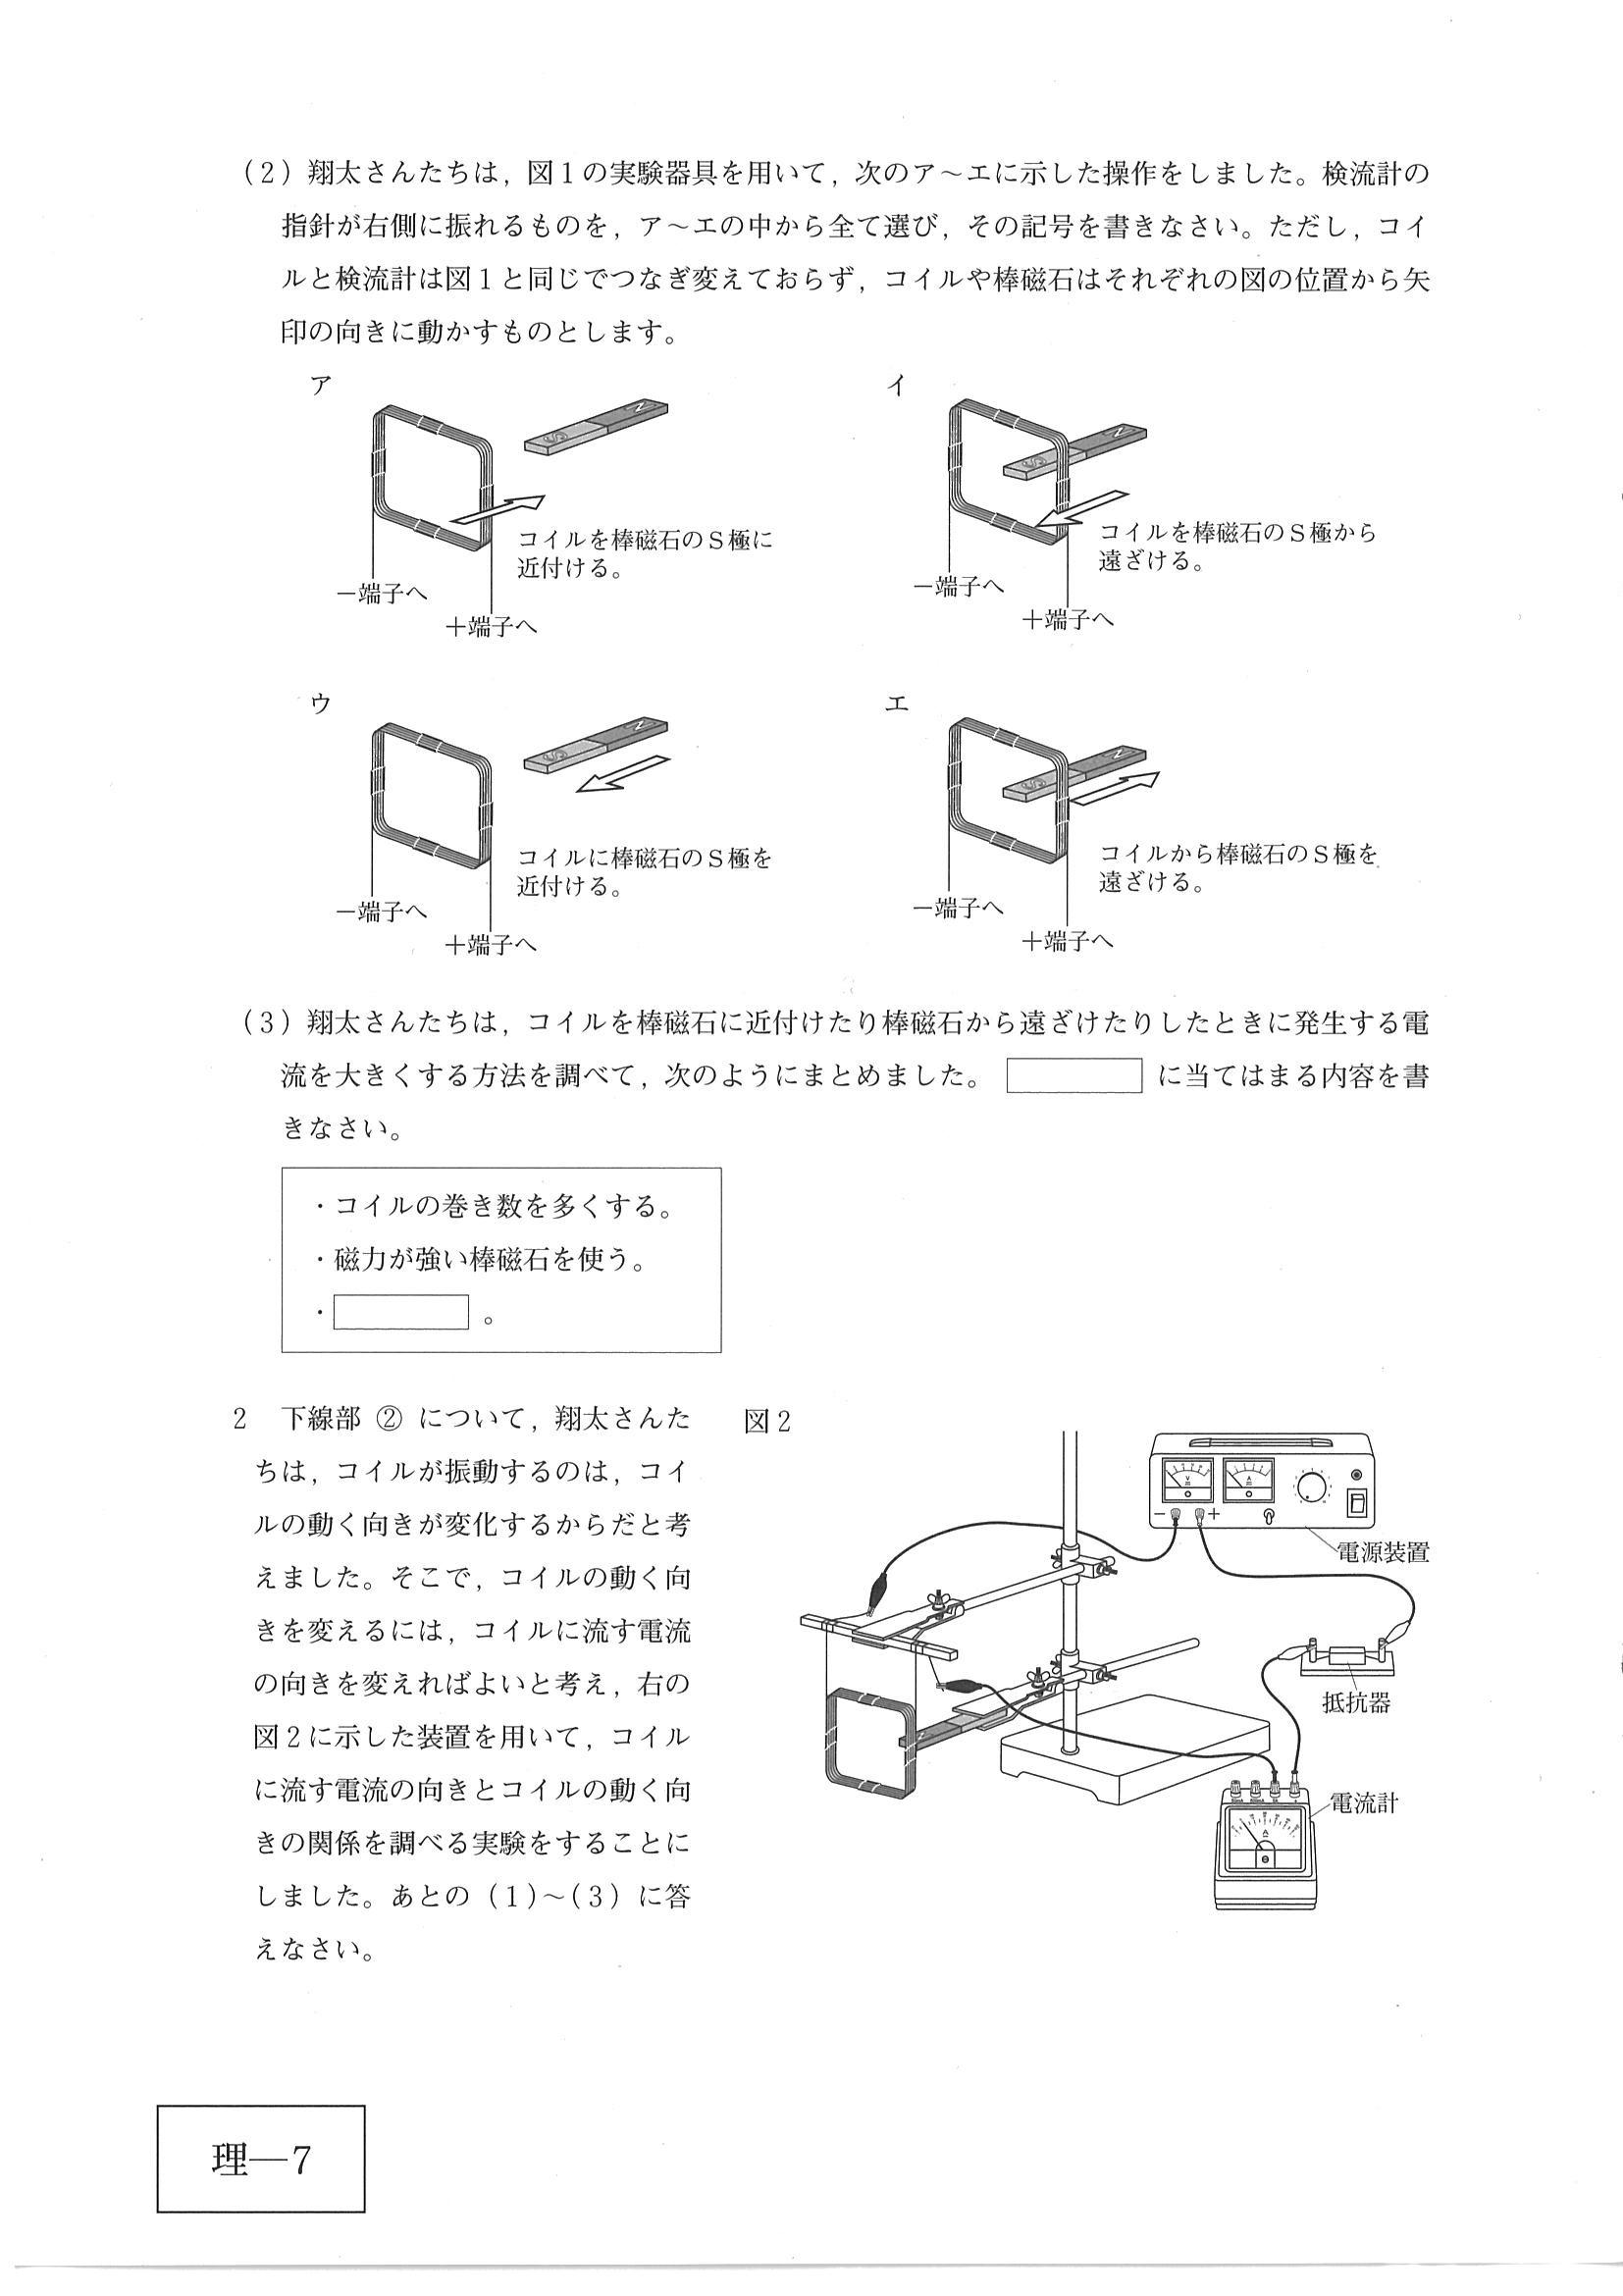 (2) 翔太さんたちは，図1の実験器具を用いて，次のア～エに示した操作をしました。検流計の
指針が右側に振れるものを，ア～エの中から全て選び，その記号を書きなさい。ただし，コイ
ルと検流計は図1と同じでつなぎ変えておらず，コイルや棒磁石はそれぞれの図の位置から矢
印の向きに動かすものとします。
ア
S
N
コイルを棒磁石のS極に
近付ける。
－端子へ
＋端子へ
イ
S
N
コイルを棒磁石のS極から
遠ざける。
－端子へ
＋端子へ
ウ
S
N
コイルに棒磁石のS極を
近付ける。
－端子へ
＋端子へ
エ
S
N
コイルから棒磁石のS極を
遠ざける。
－端子へ
＋端子へ
(3) 翔太さんたちは，コイルを棒磁石に近付けたり棒磁石から遠ざけたりしたときに発生する電
流を大きくする方法を調べて，次のようにまとめました。 に当てはまる内容を書
きなさい。
・コイルの巻き数を多くする。
・磁力が強い棒磁石を使う。
・ 。
2 下線部 ② について，翔太さんた
ちは，コイルが振動するのは，コイ
ルの動く向きが変化するからだと考
えました。そこで，コイルの動く向
きを変えるには，コイルに流す電流
の向きを変えればよいと考え，右の
図2に示した装置を用いて，コイル
に流す電流の向きとコイルの動く向
きの関係を調べる実験をすることに
しました。あとの (1)～(3) に答
えなさい。
図2
V
A
－
＋
電源装置
抵抗器
電流計
A
理―7